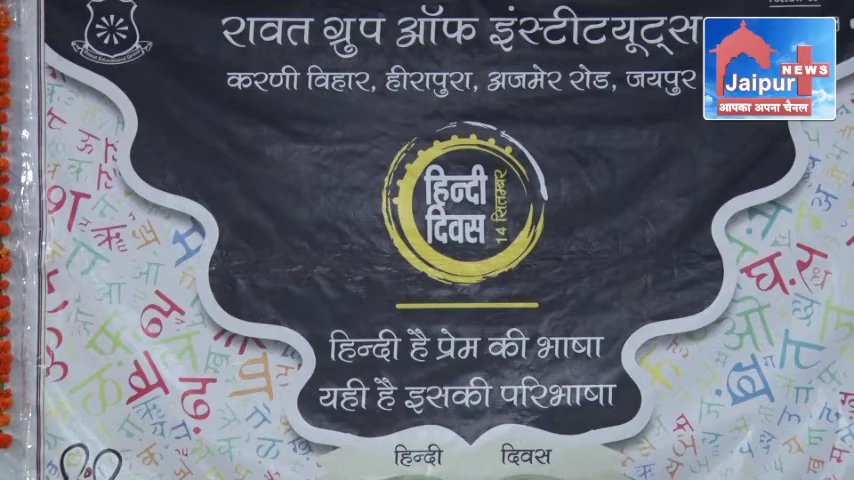 रावत ग्रुप ऑफ इंस्टीटयूट्स
करणी विहार, हीरापुरा, अजमेर रोड, जयपुर
Jaipur
NEWS
आपका अपना चैनल
हिन्दी
दिवस
14 सितम्बर
हिन्दी है प्रेम की भाषा
यही है इसकी परिभाषा
हिन्दी दिवस